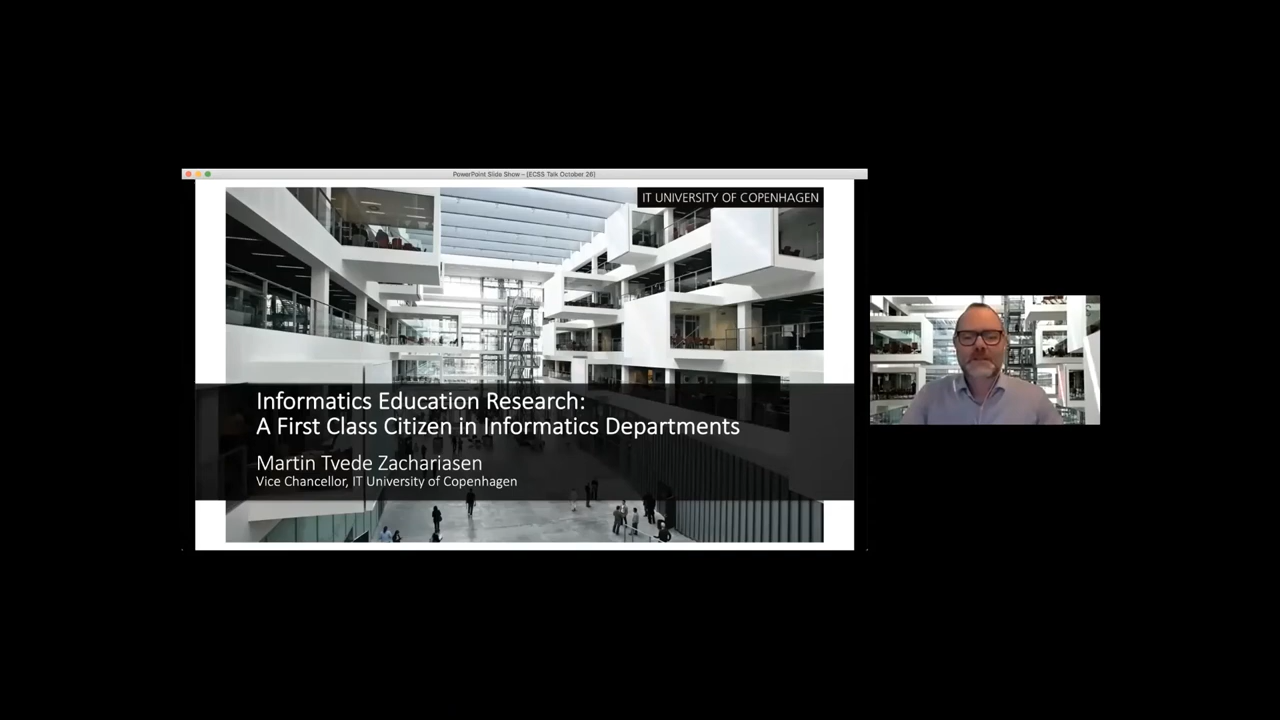 PowerPoint Slide Show - [ECSS Talk October 26]
IT UNIVERSITY OF COPENHAGEN
Informatics Education Research:
A First Class Citizen in Informatics Departments
Martin Tvede Zachariasen
Vice Chancellor, IT University of Copenhagen